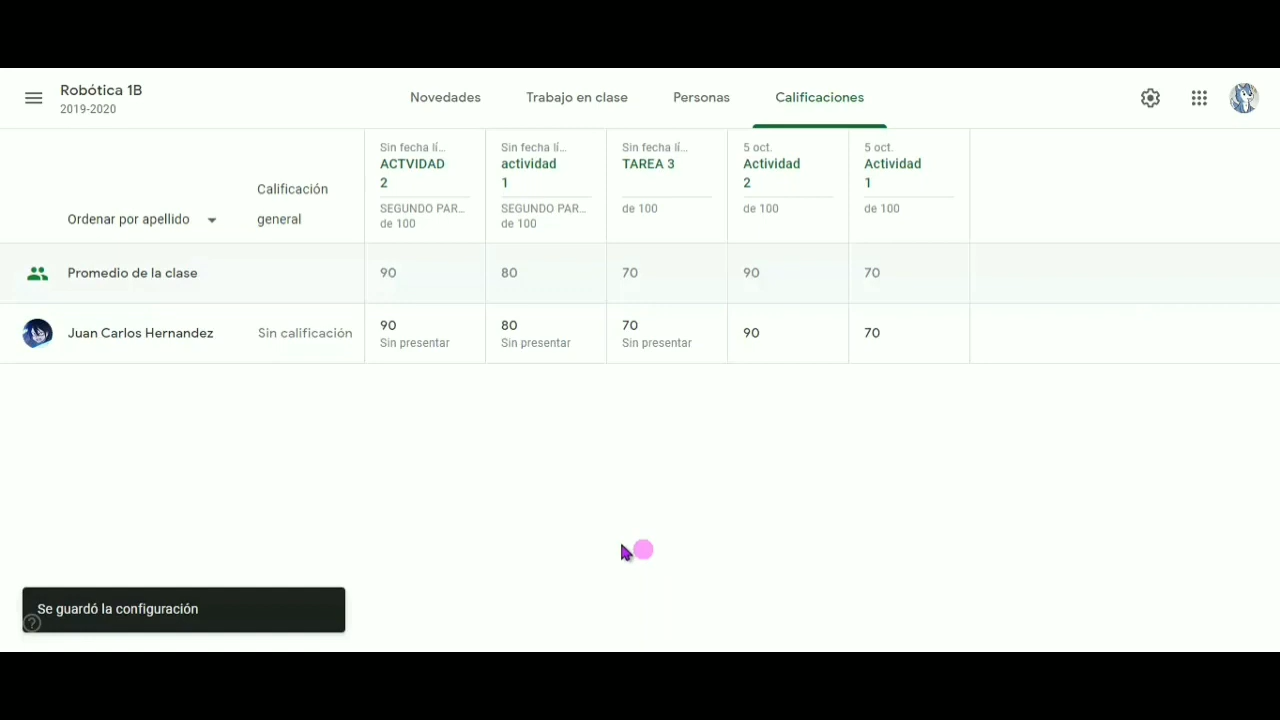 Robótica 1B
2019-2020
Novedades
Trabajo en clase
Personas
Calificaciones
Ordenar por apellido
Calificación
general
Sin fecha lí...
ACTVIDAD
2
SEGUNDO PAR...
de 100
Sin fecha lí...
actividad
1
SEGUNDO PAR...
de 100
Sin fecha lí...
TAREA 3
de 100
5 oct.
Actividad
2
de 100
5 oct.
Actividad
1
de 100
Promedio de la clase
90
80
70
90
70
Juan Carlos Hernandez
Sin calificación
90
Sin presentar
80
Sin presentar
70
Sin presentar
90
70
Se guardó la configuración